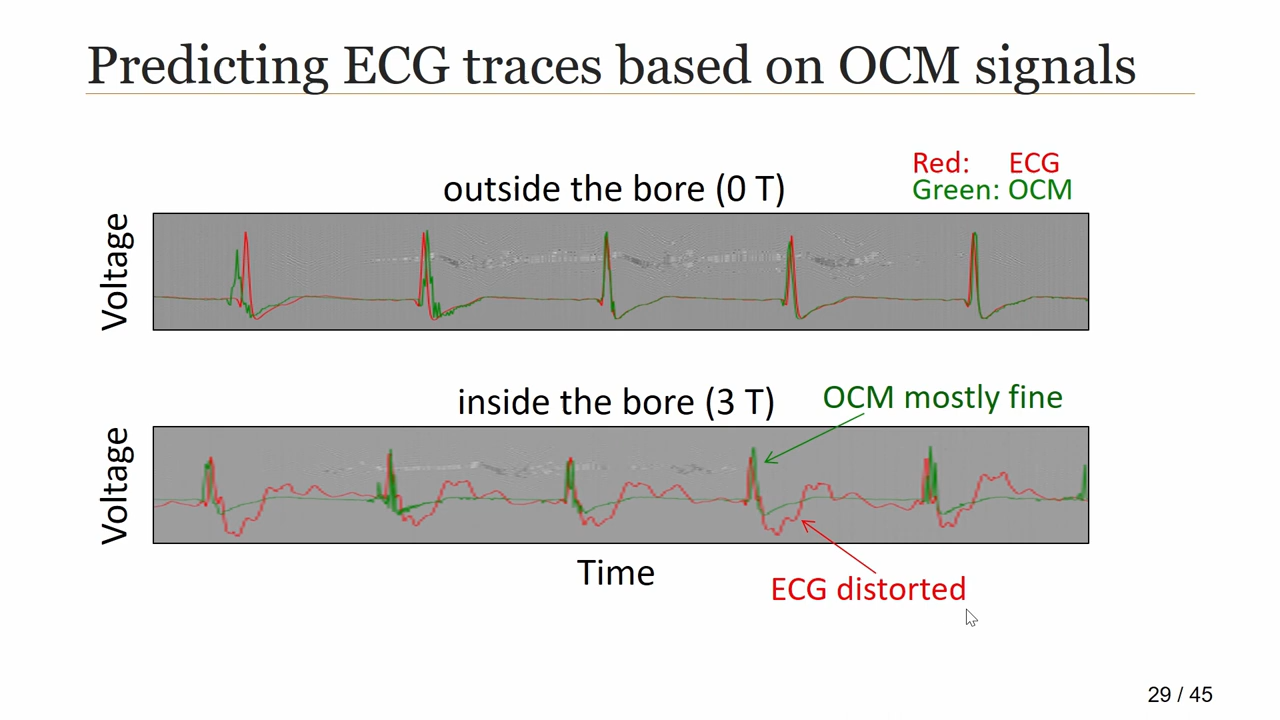 Predicting ECG traces based on OCM signals
Red: ECG
Green: OCM
outside the bore (0 T)
Voltage
inside the bore (3 T)
OCM mostly fine
Voltage
Time
ECG distorted
29 / 45